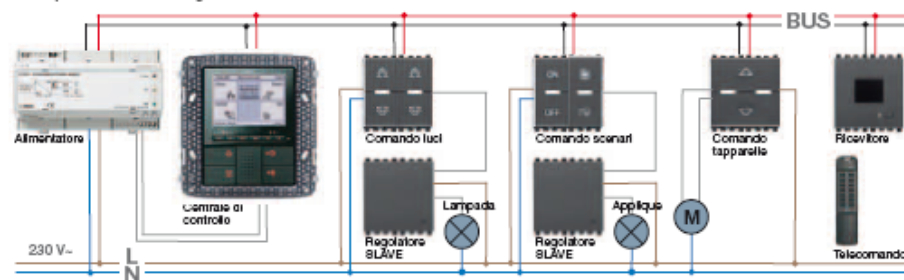 BUS
Alimentatore
Centrale di
controllo
Comando luci
Comando scenari
Comando
tapparelle
Ricevitore
ON
OFF
Lampada
Applique
M
Regolatore
SLAVE
Regolatore
SLAVE
Telecomando
230 V~
L
N